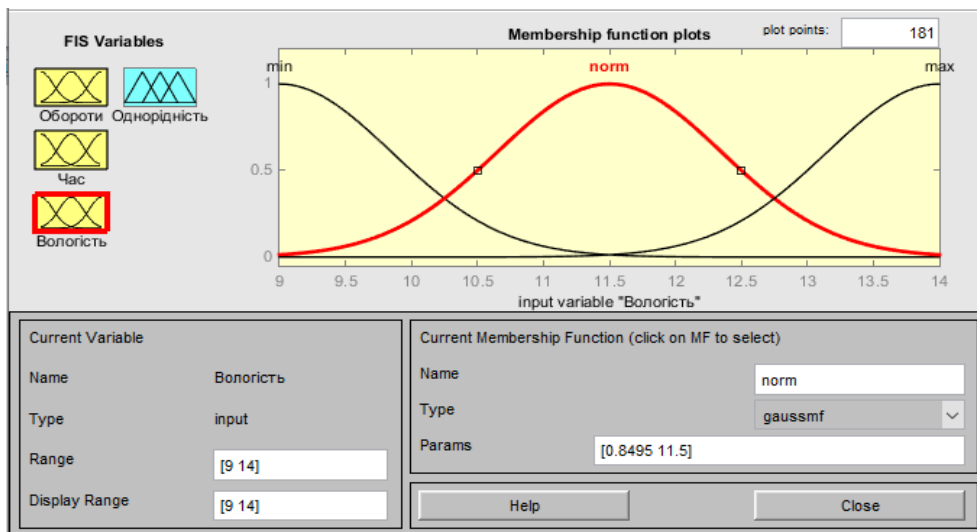 FIS Variables
Обороти Однорідність
Час
Вологість
Membership function plots
plot points:
181
min
norm
max
1
0.5
0
9 9.5 10 10.5 11 11.5 12 12.5 13 13.5 14
input variable "Вологість"
Current Variable
Name Вологість
Type input
Range [9 14]
Display Range [9 14]
Current Membership Function (click on MF to select)
Name norm
Type gaussmf
Params [0.8495 11.5]
Help
Close